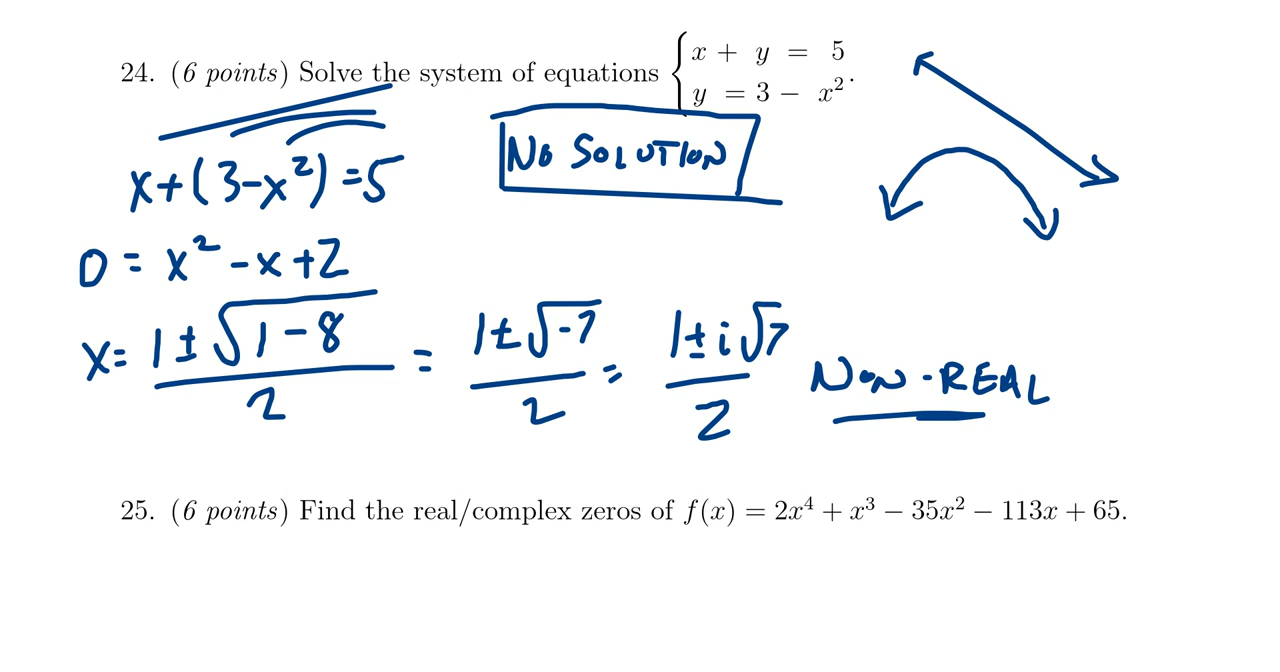 24. (6 points) Solve the system of equations { x + y = 5
y = 3 − x².
x+(3-x²)=5
NO SOLUTION
0 = x² -x+2
x= 1±√1-8 / 2 = 1±√-7 / 2 = 1±i√7 / 2 NON-REAL
25. (6 points) Find the real/complex zeros of f(x) = 2x⁴ + x³ − 35x² − 113x + 65.